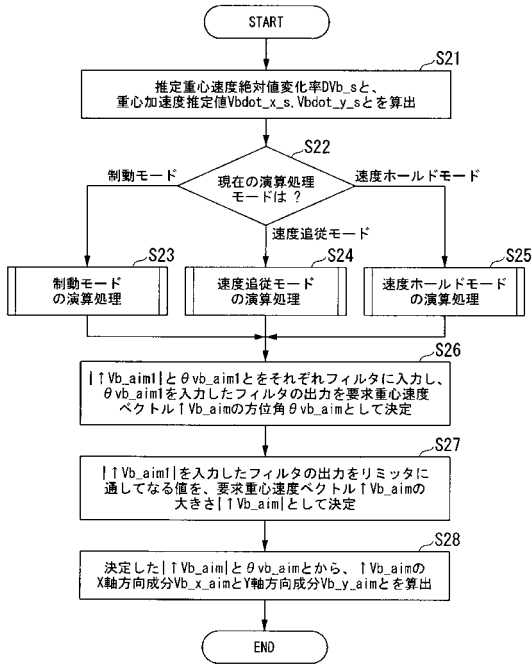 START
S21
推定重心速度絶対値変化率DVb_sと、
重心加速度推定値Vbdot_x_s,Vbdot_y_sとを算出
S22
現在の演算処理
モードは ?
制動モード
速度ホールドモード
速度追従モード
S23
制動モード
の演算処理
S24
速度追従モード
の演算処理
S25
速度ホールドモード
の演算処理
S26
|↑Vb_aim1|とθvb_aim1とをそれぞれフィルタに入力し、
θvb_aim1を入力したフィルタの出力を要求重心速度
ベクトル↑Vb_aimの方位角θvb_aimとして決定
S27
|↑Vb_aim1|を入力したフィルタの出力をリミッタに
通してなる値を、要求重心速度ベクトル↑Vb_aimの
大きさ|↑Vb_aim|として決定
S28
決定した|↑Vb_aim|とθvb_aimとから、↑Vb_aimの
X軸方向成分Vb_x_aimとY軸方向成分Vb_y_aimとを算出
END